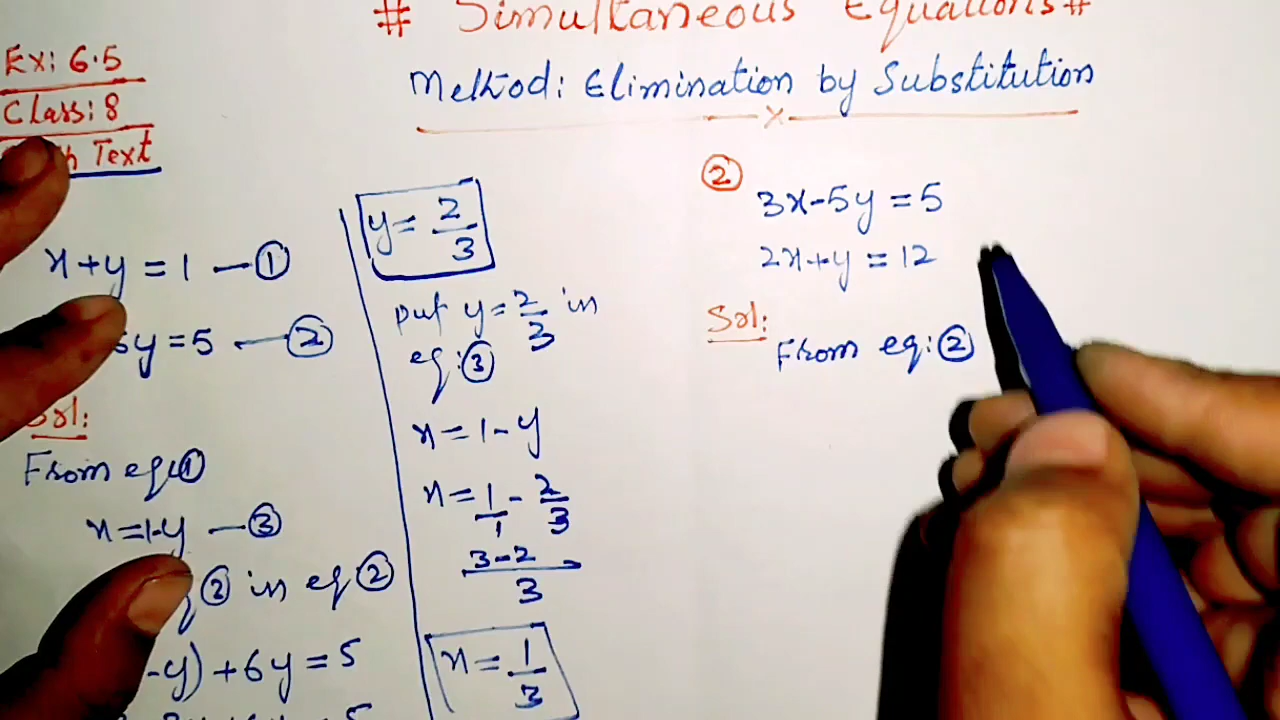 # Simultaneous Equations #
Method: Elimination by Substitution
x
Ex: 6.5
Class: 8
Text
x+y=1 — ①
y=5 — ②
Sol:
From eq:①
x=1-y — ③
② in eq ②
-y)+6y=5
y=2/3
put y=2/3 in
eq:③
x=1-y
x=1/1-2/3
3-2/3
x=1/3
②
3x-5y=5
2x+y=12
Sol:
From eq:②